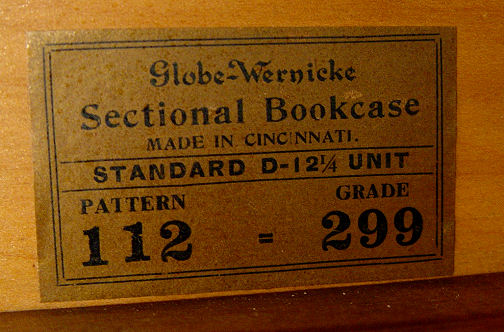 Globe-Wernicke
Sectional Bookcase
MADE IN CINCINNATI.
STANDARD D-12¼ UNIT
PATTERN GRADE
112 = 299